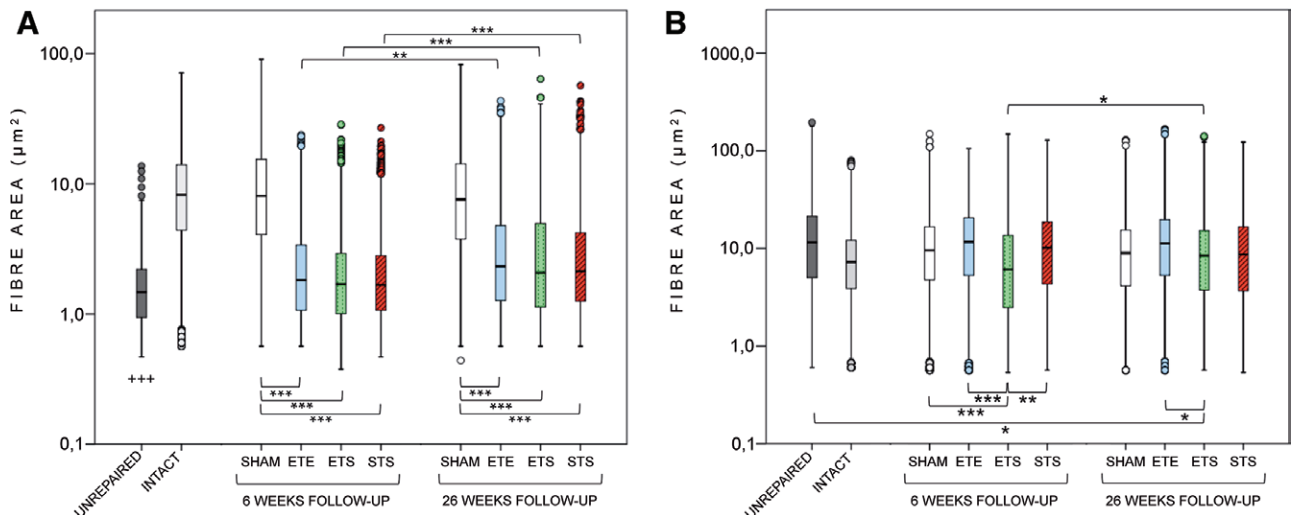 A
FIBRE AREA (µm²)
100,0
10,0
1,0
0,1
***
***
**
+++
***
***
***
***
***
***
UNREPAIRED
INTACT
SHAM ETE ETS STS
6 WEEKS FOLLOW-UP
SHAM ETE ETS STS
26 WEEKS FOLLOW-UP
B
FIBRE AREA (µm²)
1000,0
100,0
10,0
1,0
0,1
*
*** **
***
*
*
UNREPAIRED
INTACT
SHAM ETE ETS STS
6 WEEKS FOLLOW-UP
SHAM ETE ETS STS
26 WEEKS FOLLOW-UP